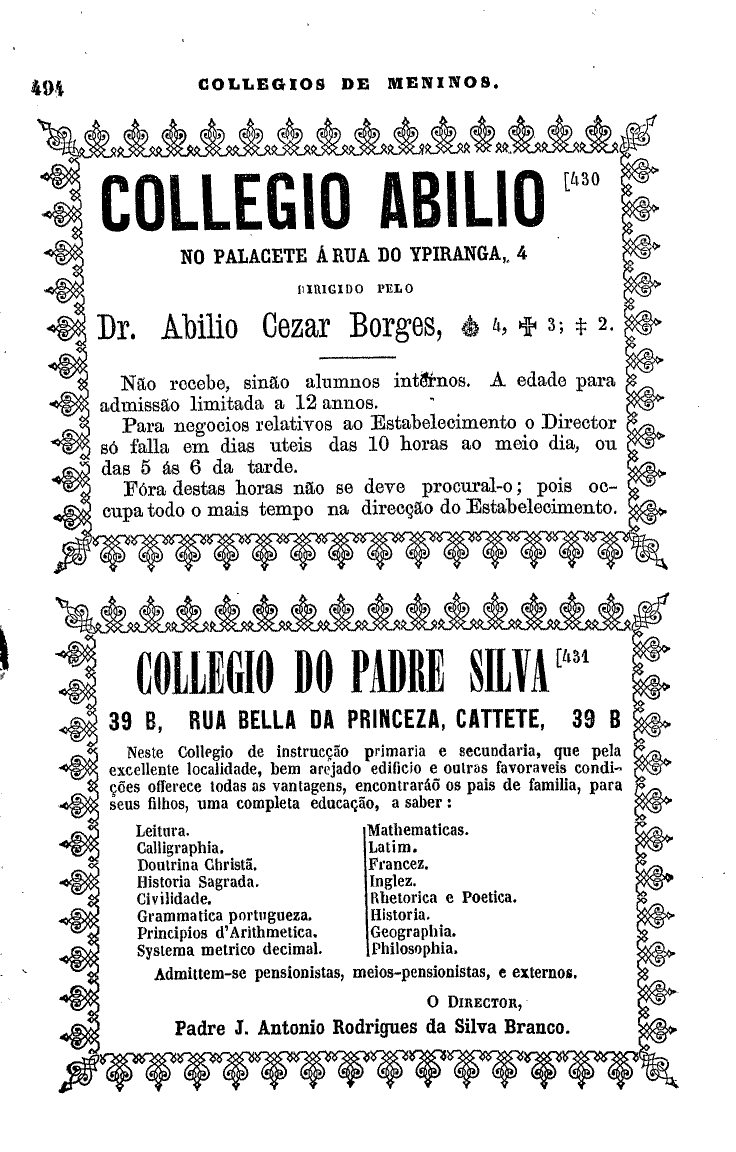 494
COLLEGIOS DE MENINOS.
COLLEGIO ABILIO [430
NO PALACETE Á RUA DO YPIRANGA, 4
DIRIGIDO PELO
Dr. Abilio Cezar Borges, 4, 3; ‡ 2.
Não recebe, sinão alumnos internos. A edade para
admissão limitada a 12 annos.
Para negocios relativos ao Estabelecimento o Director
só falla em dias uteis das 10 horas ao meio dia, ou
das 5 ás 6 da tarde.
Fóra destas horas não se deve procural-o; pois oc-
cupa todo o mais tempo na direcção do Estabelecimento.
COLLEGIO DO PADRE SILVA [431
39 B, RUA BELLA DA PRINCEZA, CATTETE, 39 B
Neste Collegio de instrucção primaria e secundaria, que pela
excellente localidade, bem arejado edificio e outras favoraveis condi-
ções offerece todas as vantagens, encontraráõ os pais de familia, para
seus filhos, uma completa educação, a saber:
Leitura.
Calligraphia.
Doutrina Christã.
Historia Sagrada.
Civilidade.
Grammatica portugueza.
Principios d'Arithmetica.
Systema metrico decimal.
Mathematicas.
Latim.
Francez.
Inglez.
Rhetorica e Poetica.
Historia.
Geographia.
Philosophia.
Admittem-se pensionistas, meios-pensionistas, e externos.
O DIRECTOR,
Padre J. Antonio Rodrigues da Silva Branco.